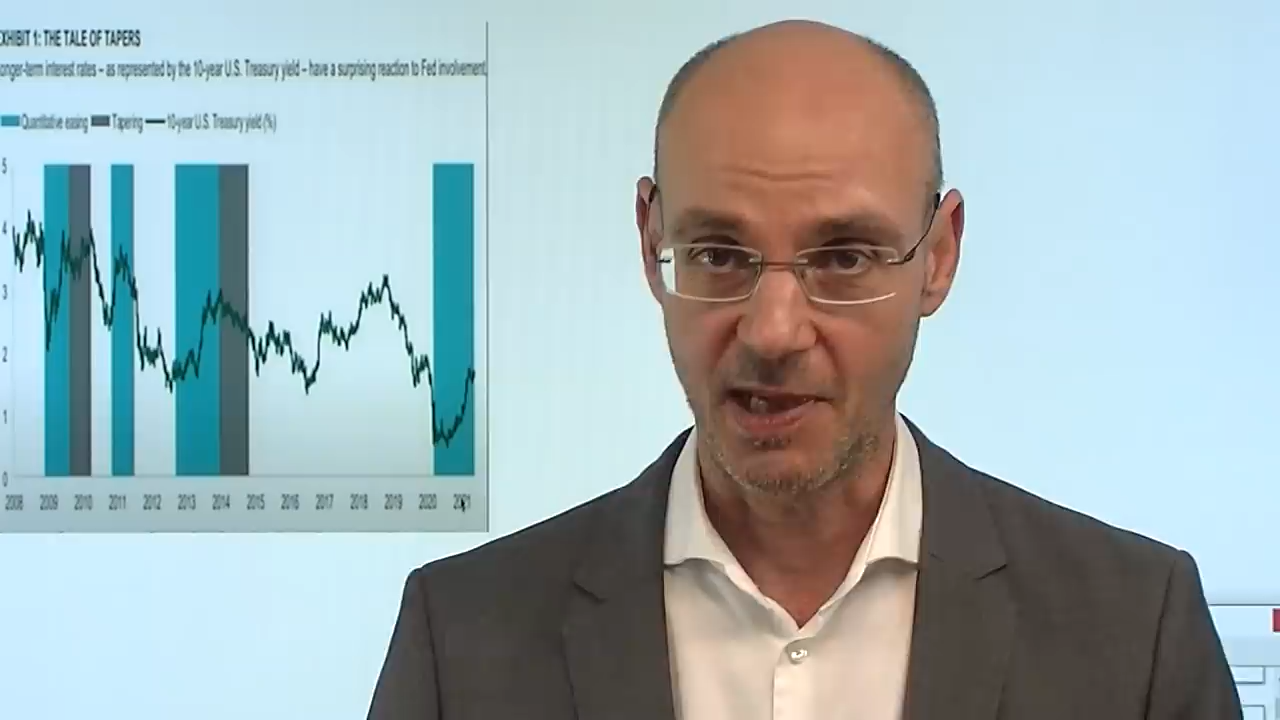 XHIBIT 1: THE TALE OF TAPERS
onger-term interest rates – as represented by the 10-year U.S. Treasury yield – have a surprising reaction to Fed involvement.
Quantitative easing Tapering 10-year U.S. Treasury yield (%)
5
4
3
2
1
0
2008 2009 2010 2011 2012 2013 2014 2015 2016 2017 2018 2019 2020 2021